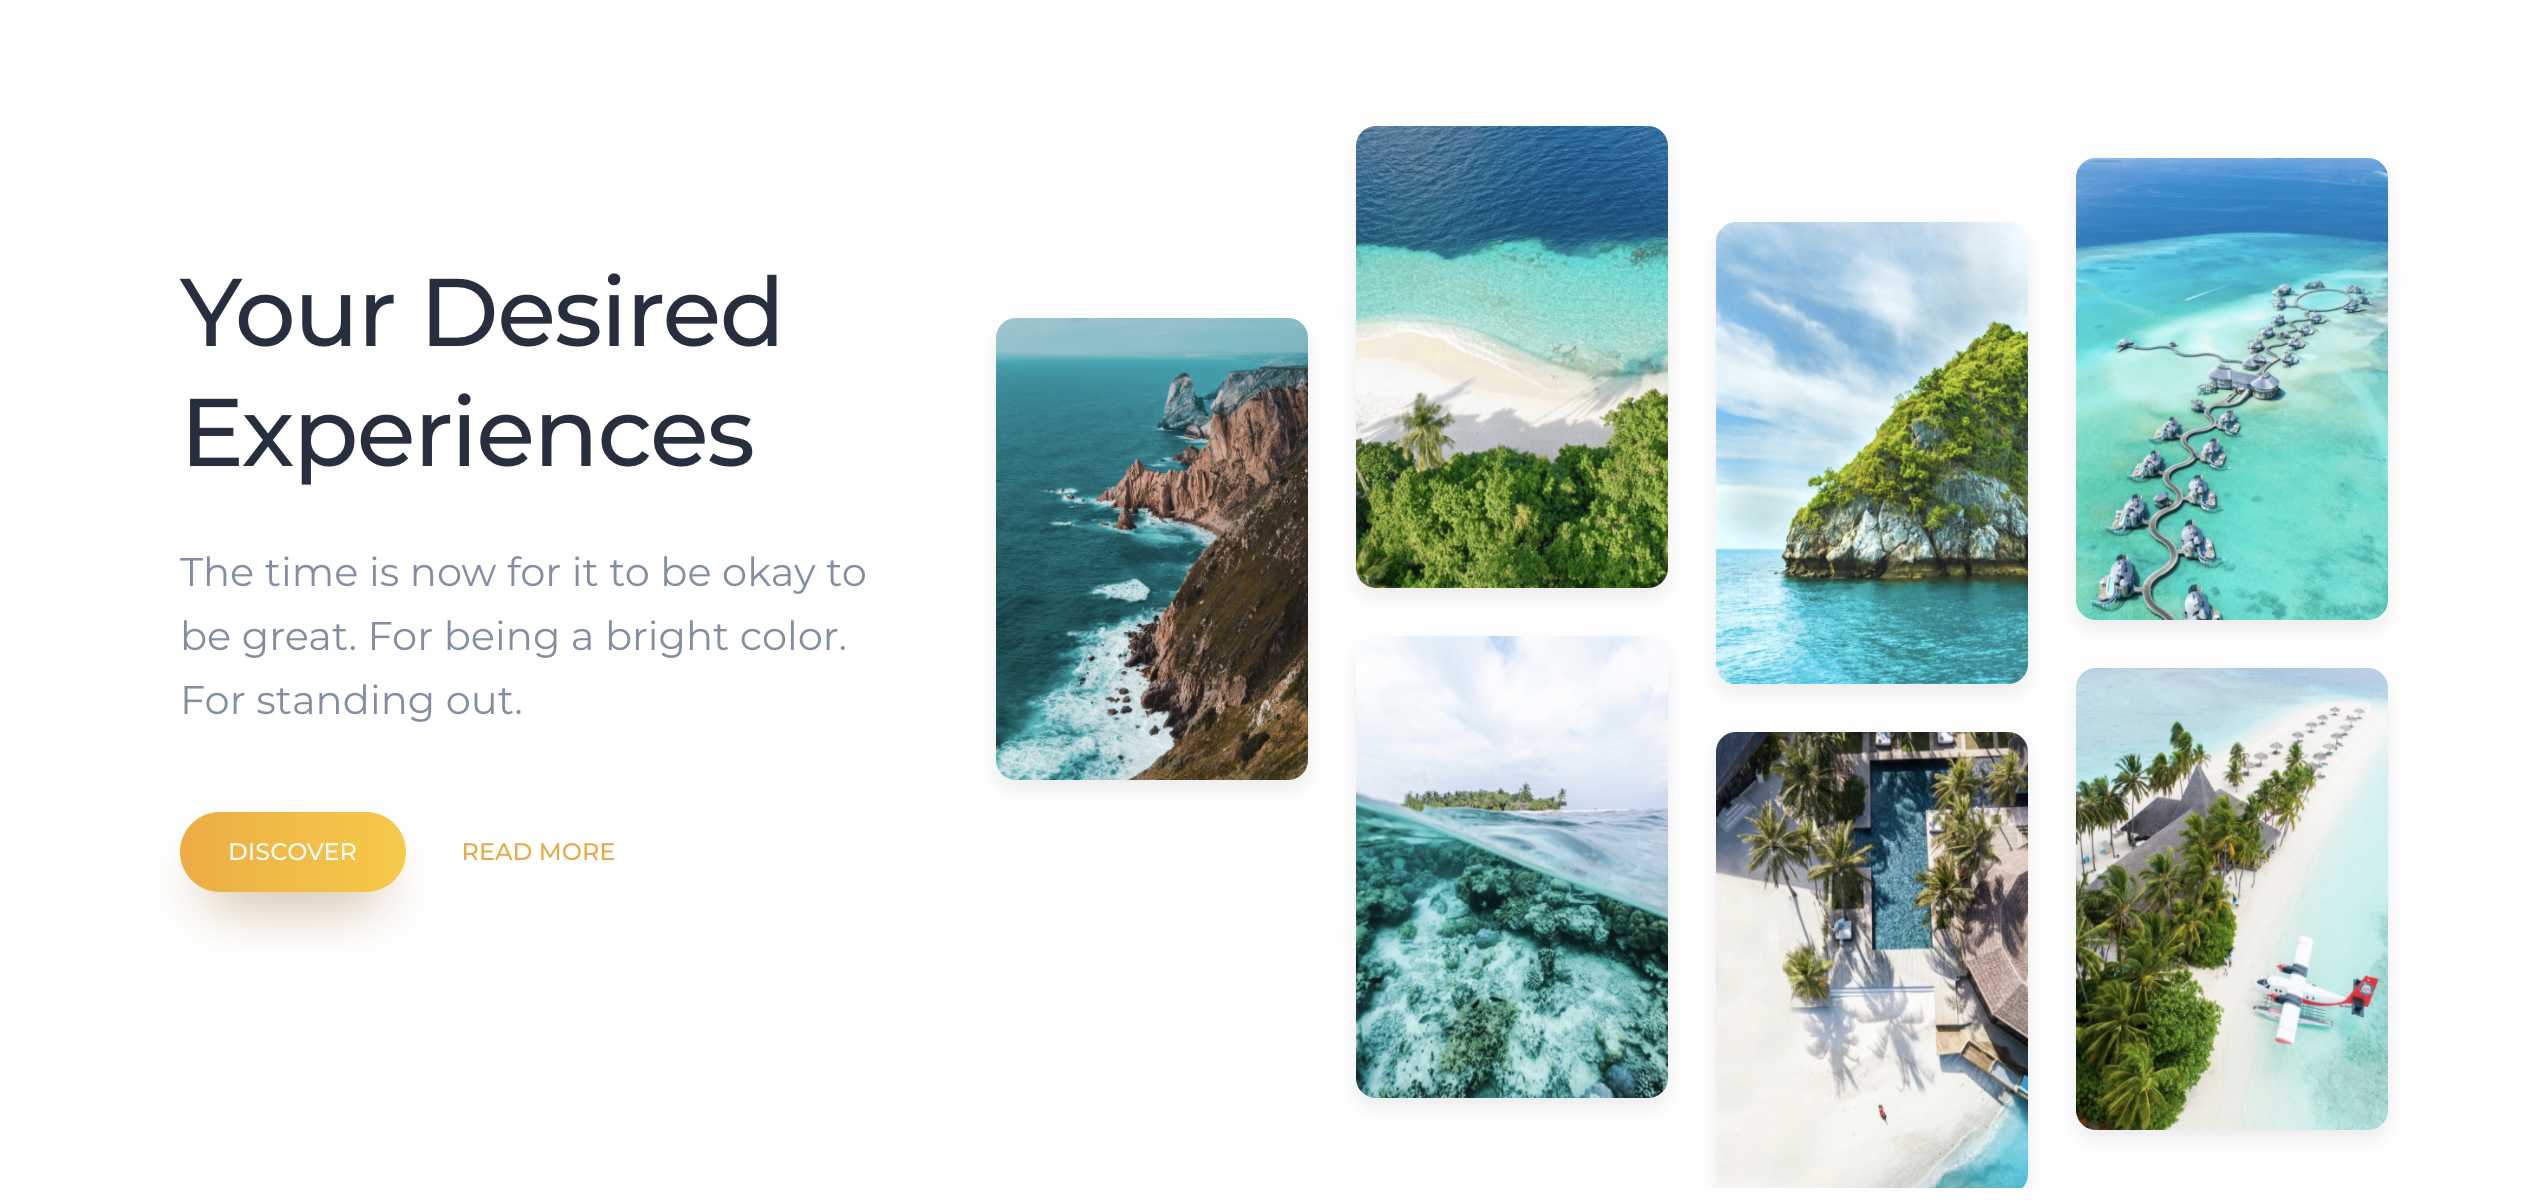 Your Desired
Experiences
The time is now for it to be okay to
be great. For being a bright color.
For standing out.
DISCOVER
READ MORE